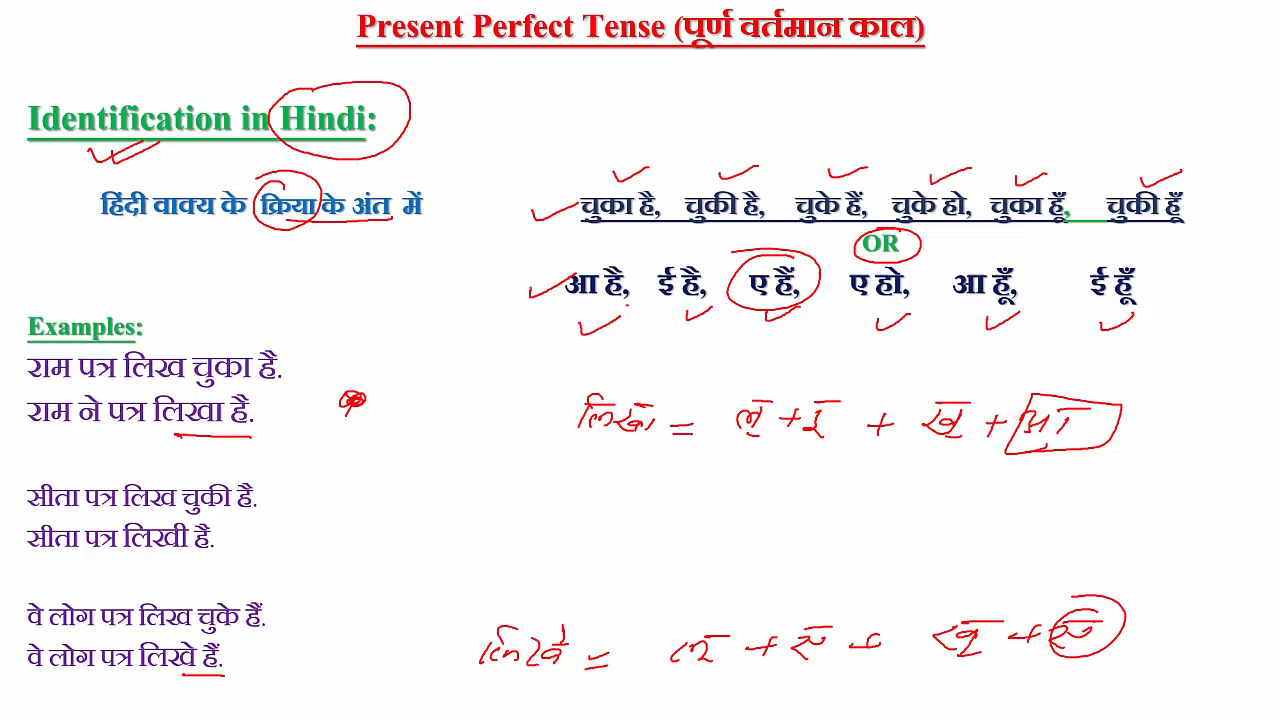 Present Perfect Tense (पूर्ण वर्तमान काल)
Identification in Hindi:
हिंदी वाक्य के क्रिया के अंत में चुका है, चुकी है, चुके हैं, चुके हो, चुका हूँ, चुकी हूँ
OR
आ है, ई है, ए हैं, ए हो, आ हूँ, ई हूँ
Examples:
राम पत्र लिख चुका है.
राम ने पत्र लिखा है.
लिखा = ल् + इ + ख् + आ
सीता पत्र लिख चुकी है.
सीता पत्र लिखी है.
वे लोग पत्र लिख चुके हैं.
वे लोग पत्र लिखे हैं.
लिखे =